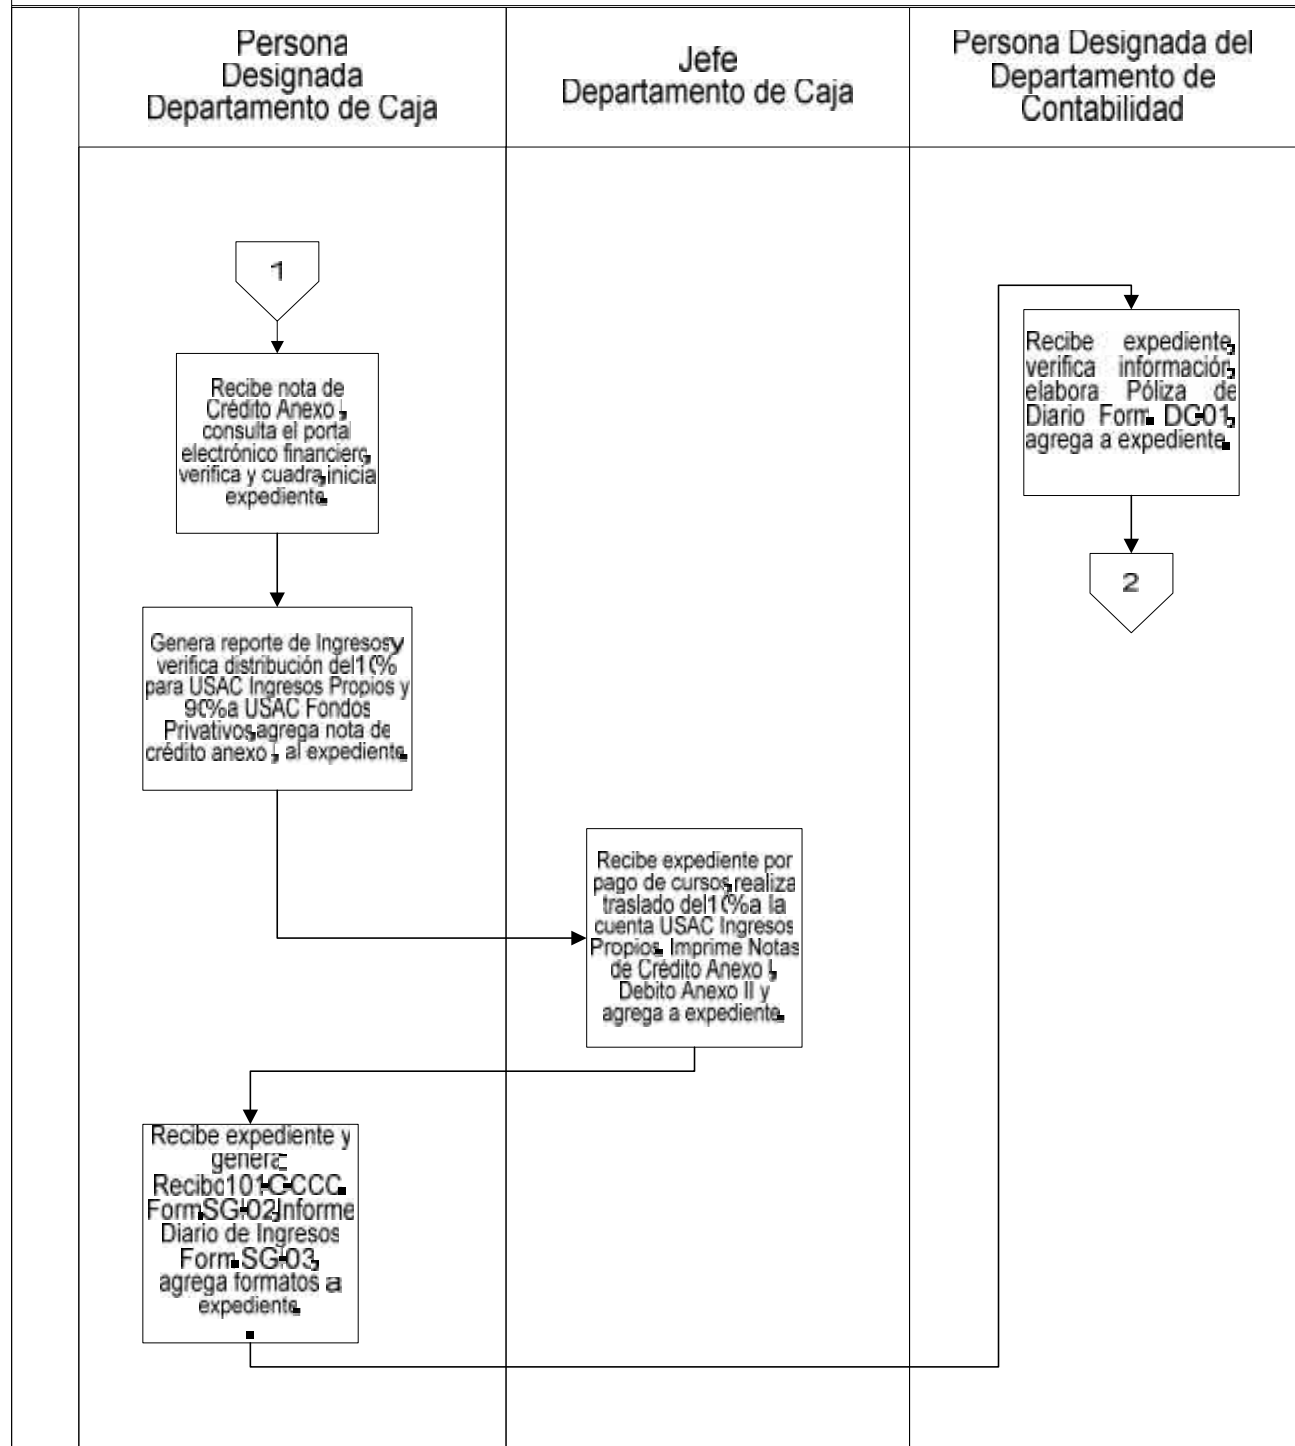 Persona
Designada
Departamento de Caja
Jefe
Departamento de Caja
Persona Designada del
Departamento de
Contabilidad
1
Recibe nota de
Crédito Anexo I,
consulta el portal
electrónico financiero,
verifica y cuadra, inicia
expediente.
Genera reporte de Ingresos y
verifica distribución del 10%
para USAC Ingresos Propios y
90% a USAC Fondos
Privativos, agrega nota de
crédito anexo I, al expediente.
Recibe expediente por
pago de cursos, realiza
traslado del 10% a la
cuenta USAC Ingresos
Propios. Imprime Notas
de Crédito Anexo I,
Debito Anexo II y
agrega a expediente.
Recibe expediente y
genera:
Recibo 101-C-CCC.
Form.SG-02, Informe
Diario de Ingresos
Form. SG-03,
agrega formatos a
expediente.
.
Recibe expediente,
verifica información,
elabora Póliza de
Diario Form. DC-01,
agrega a expediente.
2